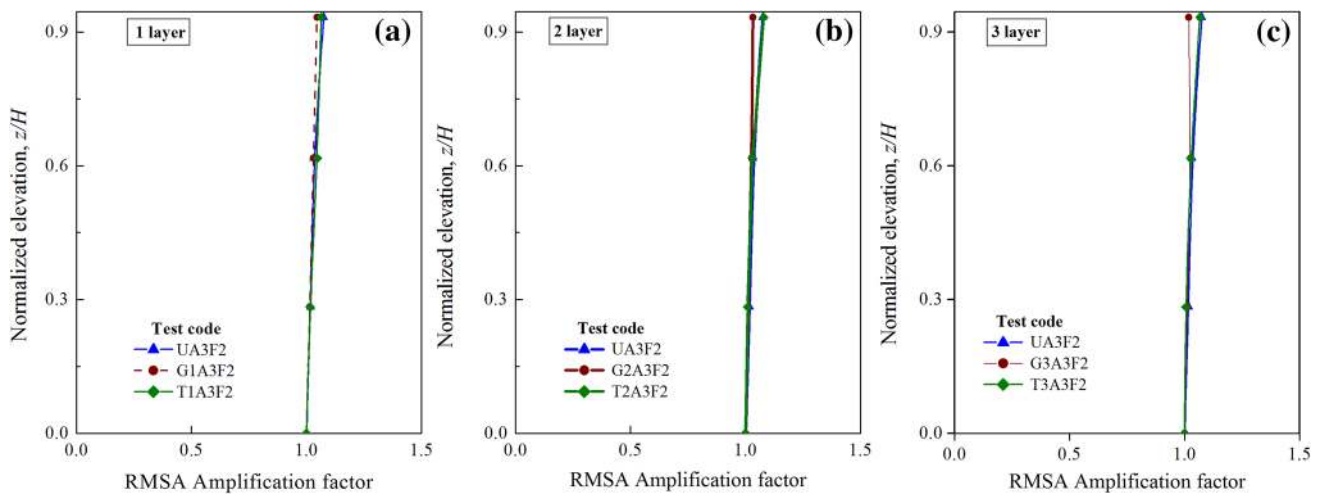 1 layer
(a)
Normalized elevation, z/H
0.9
0.6
0.3
0.0
Test code
UA3F2
G1A3F2
T1A3F2
0.0 0.5 1.0 1.5
RMSA Amplification factor
2 layer
(b)
Normalized elevation, z/H
0.9
0.6
0.3
0.0
Test code
UA3F2
G2A3F2
T2A3F2
0.0 0.5 1.0 1.5
RMSA Amplification factor
3 layer
(c)
Normalized elevation, z/H
0.9
0.6
0.3
0.0
Test code
UA3F2
G3A3F2
T3A3F2
0.0 0.5 1.0 1.5
RMSA Amplification factor